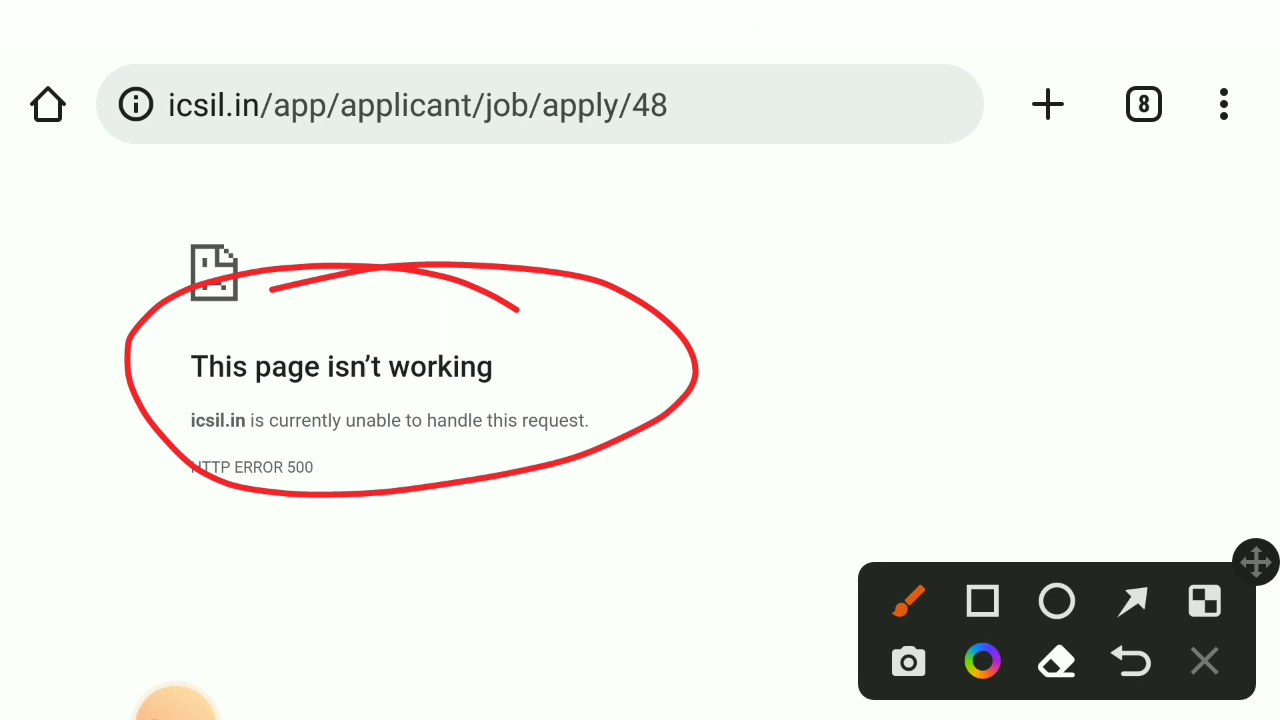 icsil.in/app/applicant/job/apply/48
8
This page isn’t working
icsil.in is currently unable to handle this request.
HTTP ERROR 500